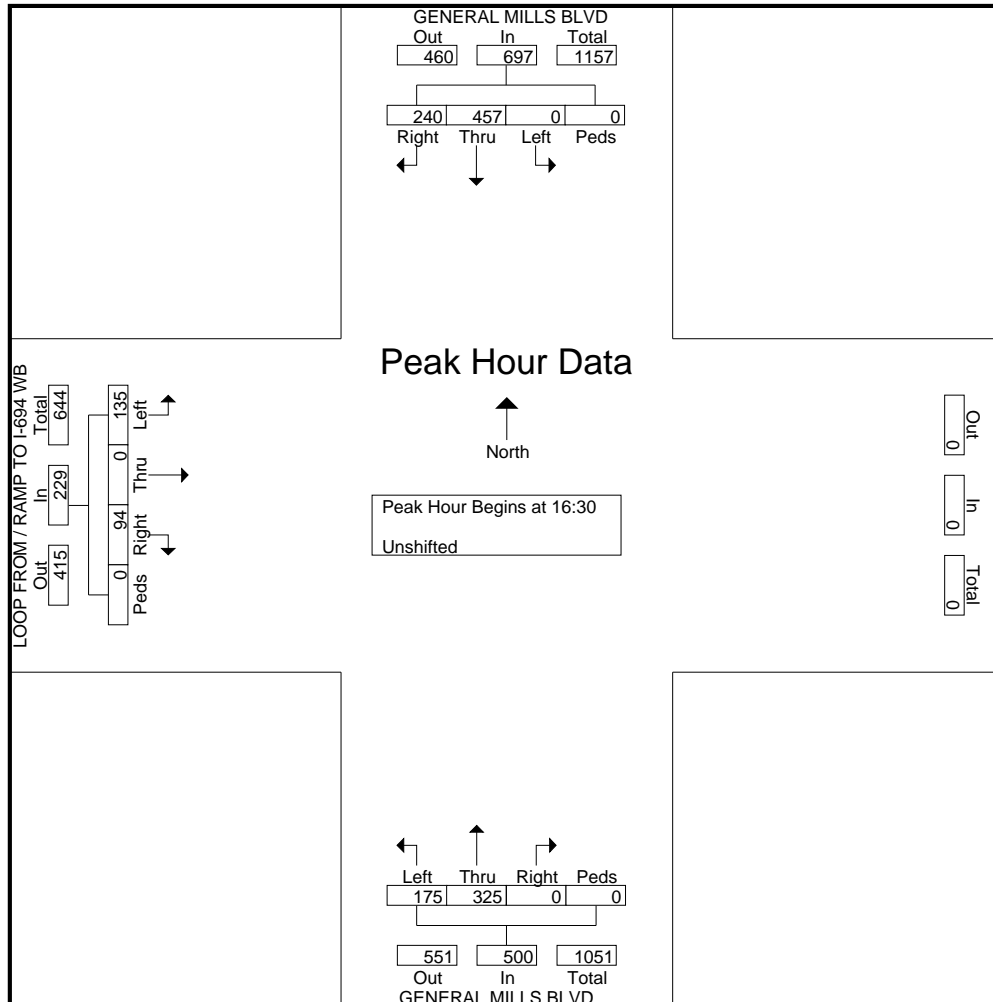 GENERAL MILLS BLVD
Out In Total
460 697 1157
240 457 0 0
Right Thru Left Peds
Peak Hour Data
North
Peak Hour Begins at 16:30
Unshifted
LOOP FROM / RAMP TO I-694 WB
Out In Total
415 229 644
0 94 0 135
Peds Right Thru Left
Out In Total
0 0 0
Left Thru Right Peds
175 325 0 0
551 500 1051
Out In Total
GENERAL MILLS BLVD